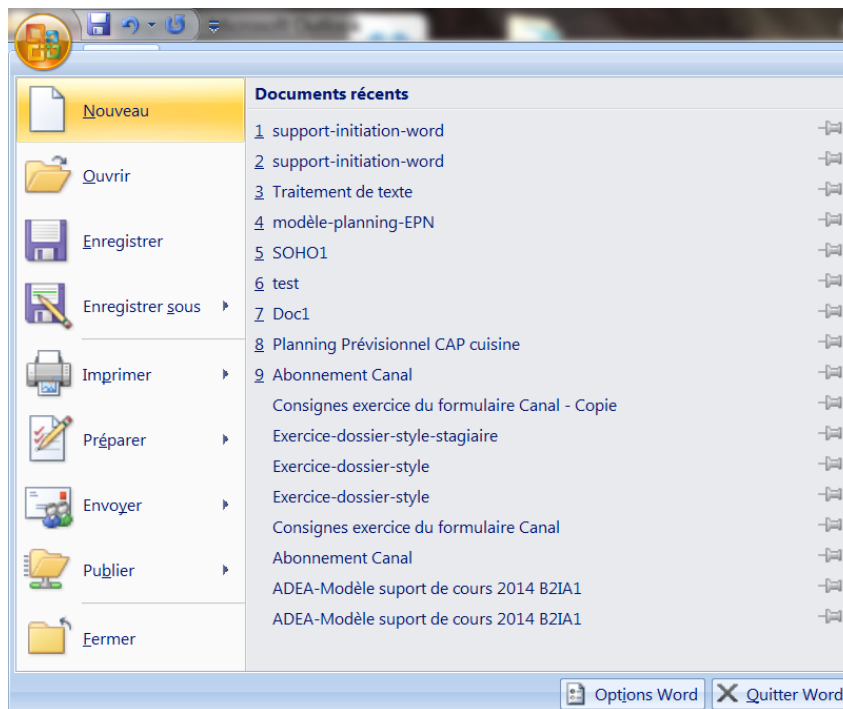 Microsoft Outlook
Nouveau
Ouvrir
Enregistrer
Enregistrer sous
Imprimer
Préparer
Envoyer
Publier
Fermer
Documents récents
1 support-initiation-word
2 support-initiation-word
3 Traitement de texte
4 modèle-planning-EPN
5 SOHO1
6 test
7 Doc1
8 Planning Prévisionnel CAP cuisine
9 Abonnement Canal
Consignes exercice du formulaire Canal - Copie
Exercice-dossier-style-stagiaire
Exercice-dossier-style
Exercice-dossier-style
Consignes exercice du formulaire Canal
Abonnement Canal
ADEA-Modèle suport de cours 2014 B2IA1
ADEA-Modèle suport de cours 2014 B2IA1
Options Word
Quitter Word